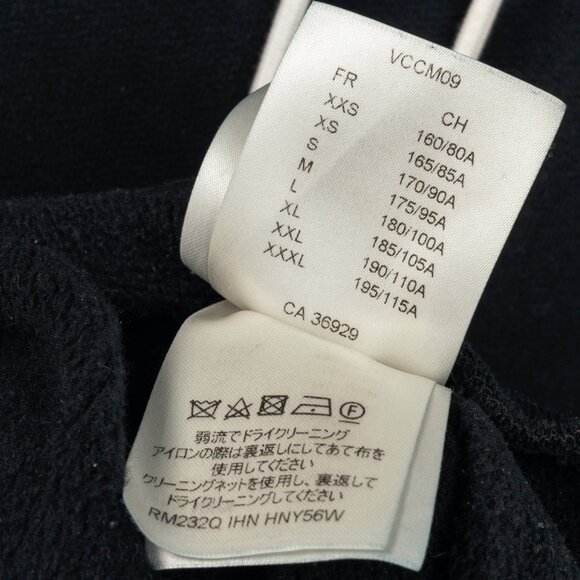 VCCM09
FR CH
XXS 160/80A
XS 165/85A
S 170/90A
M 175/95A
L 180/100A
XL 185/105A
XXL 190/110A
XXXL 195/115A
CA 36929
F
弱流でドライクリーニング
アイロンの際は裏返しにしてあて布を
使用してください
クリーニングネットを使用し、裏返して
ドライクリーニングしてください
RM232Q IHN HNY56W